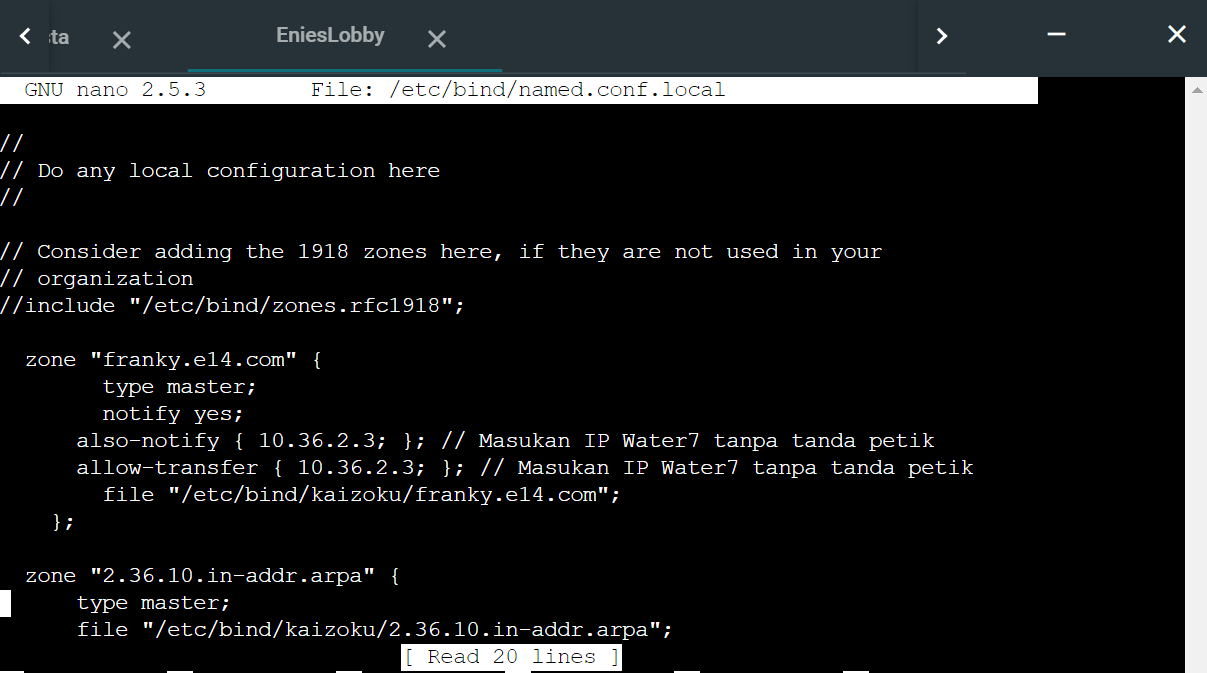 sta
EniesLobby
GNU nano 2.5.3 File: /etc/bind/named.conf.local
//
// Do any local configuration here
//
// Consider adding the 1918 zones here, if they are not used in your
// organization
//include "/etc/bind/zones.rfc1918";
zone "franky.e14.com" {
type master;
notify yes;
also-notify { 10.36.2.3; }; // Masukan IP Water7 tanpa tanda petik
allow-transfer { 10.36.2.3; }; // Masukan IP Water7 tanpa tanda petik
file "/etc/bind/kaizoku/franky.e14.com";
};
zone "2.36.10.in-addr.arpa" {
type master;
file "/etc/bind/kaizoku/2.36.10.in-addr.arpa";
[ Read 20 lines ]